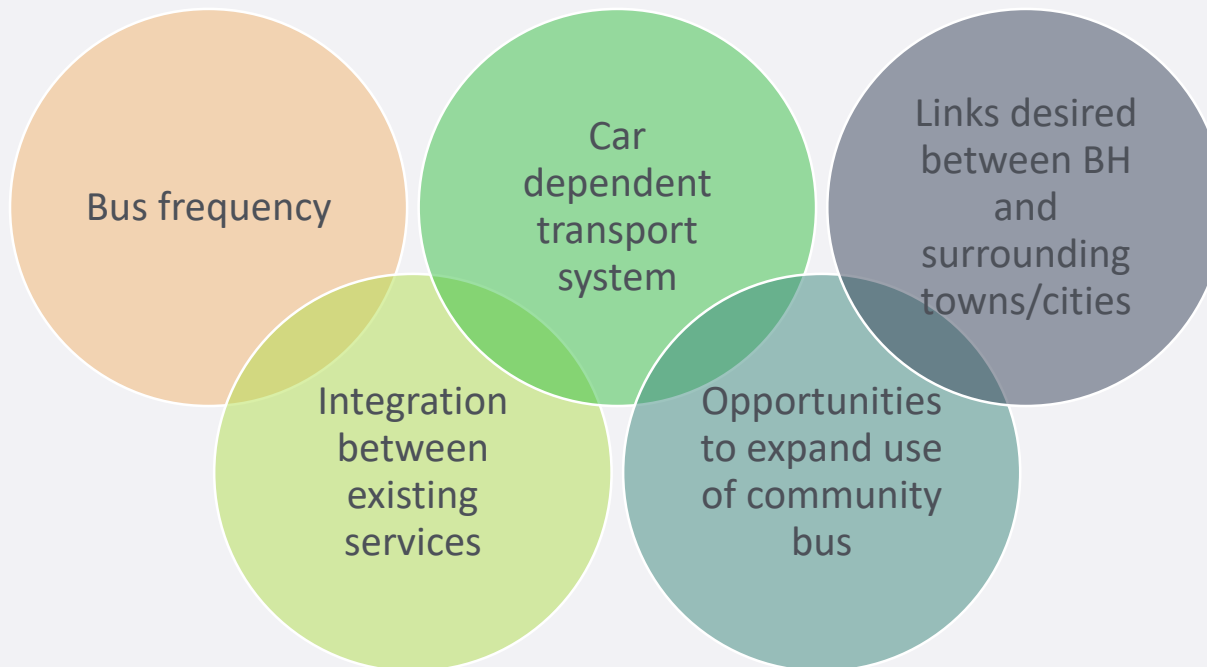 Bus frequency
Car
dependent
transport
system
Links desired
between BH
and
surrounding
towns/cities
Integration
between
existing
services
Opportunities
to expand use
of community
bus